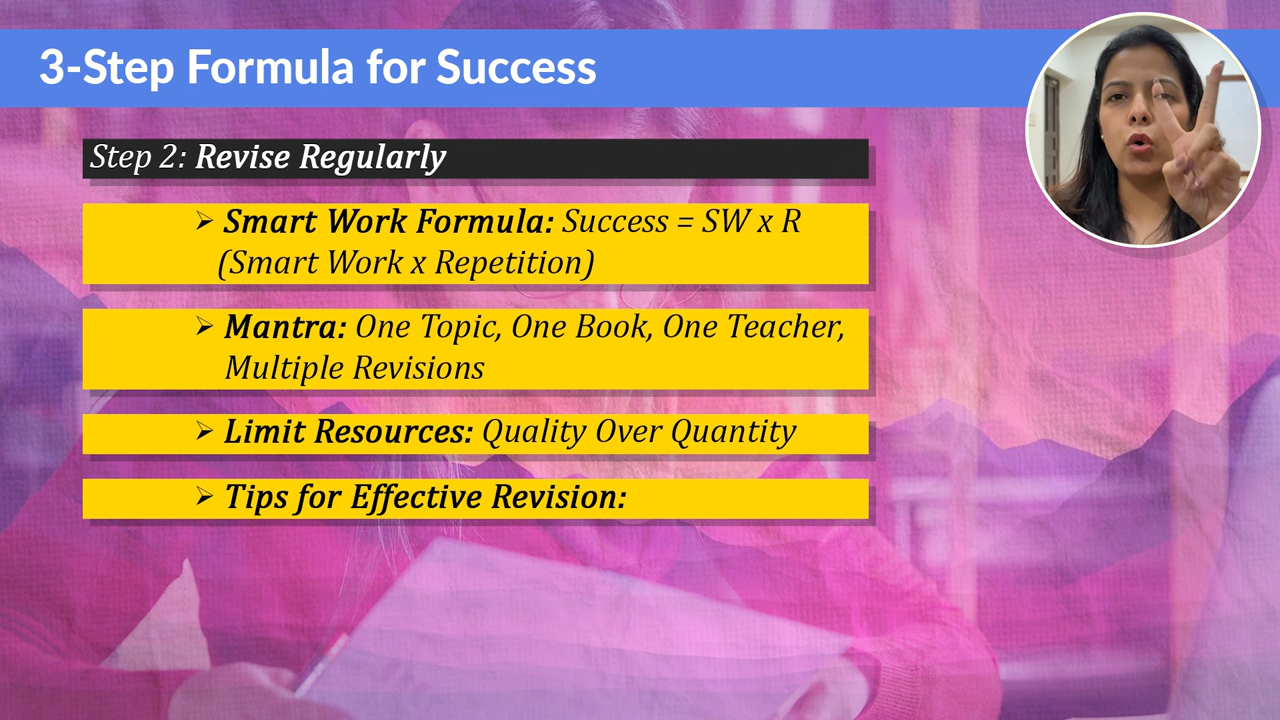 3-Step Formula for Success
Step 2: Revise Regularly
➢ Smart Work Formula: Success = SW x R
(Smart Work x Repetition)
➢ Mantra: One Topic, One Book, One Teacher,
Multiple Revisions
➢ Limit Resources: Quality Over Quantity
➢ Tips for Effective Revision: